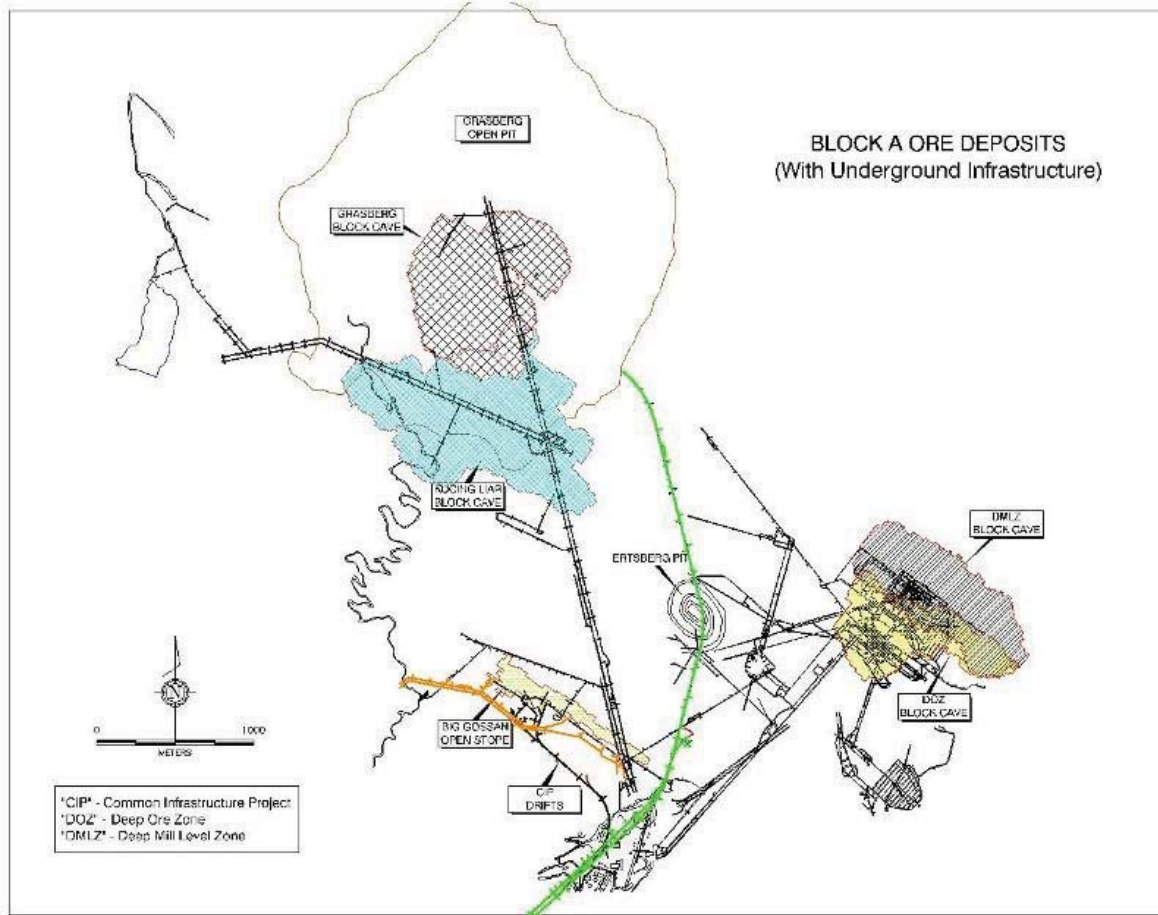 GRASBERG
OPEN PIT
BLOCK A ORE DEPOSITS
(With Underground Infrastructure)
GRASBERG
BLOCK CAVE
KUCING LIAR
BLOCK CAVE
DMLZ
BLOCK CAVE
ERTSBERG PIT
N
0 1000
METERS
BIG GOSSAN
OPEN STOPE
DOZ
BLOCK CAVE
CIP
DRIFTS
"CIP" - Common Infrastructure Project
"DOZ" - Deep Ore Zone
"DMLZ" - Deep Mill Level Zone